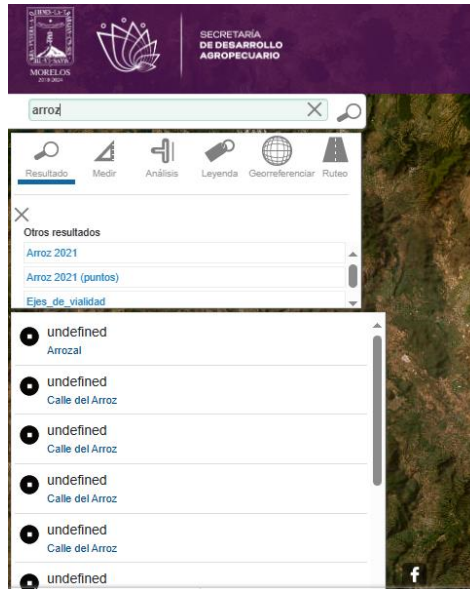 MORELOS
2018-2024
SECRETARÍA
DE DESARROLLO
AGROPECUARIO
arroz
Resultado Medir Análisis Leyenda Georreferenciar Ruteo
Otros resultados
Arroz 2021
Arroz 2021 (puntos)
Ejes_de_vialidad
undefined
Arrozal
undefined
Calle del Arroz
undefined
Calle del Arroz
undefined
Calle del Arroz
undefined
Calle del Arroz
undefined